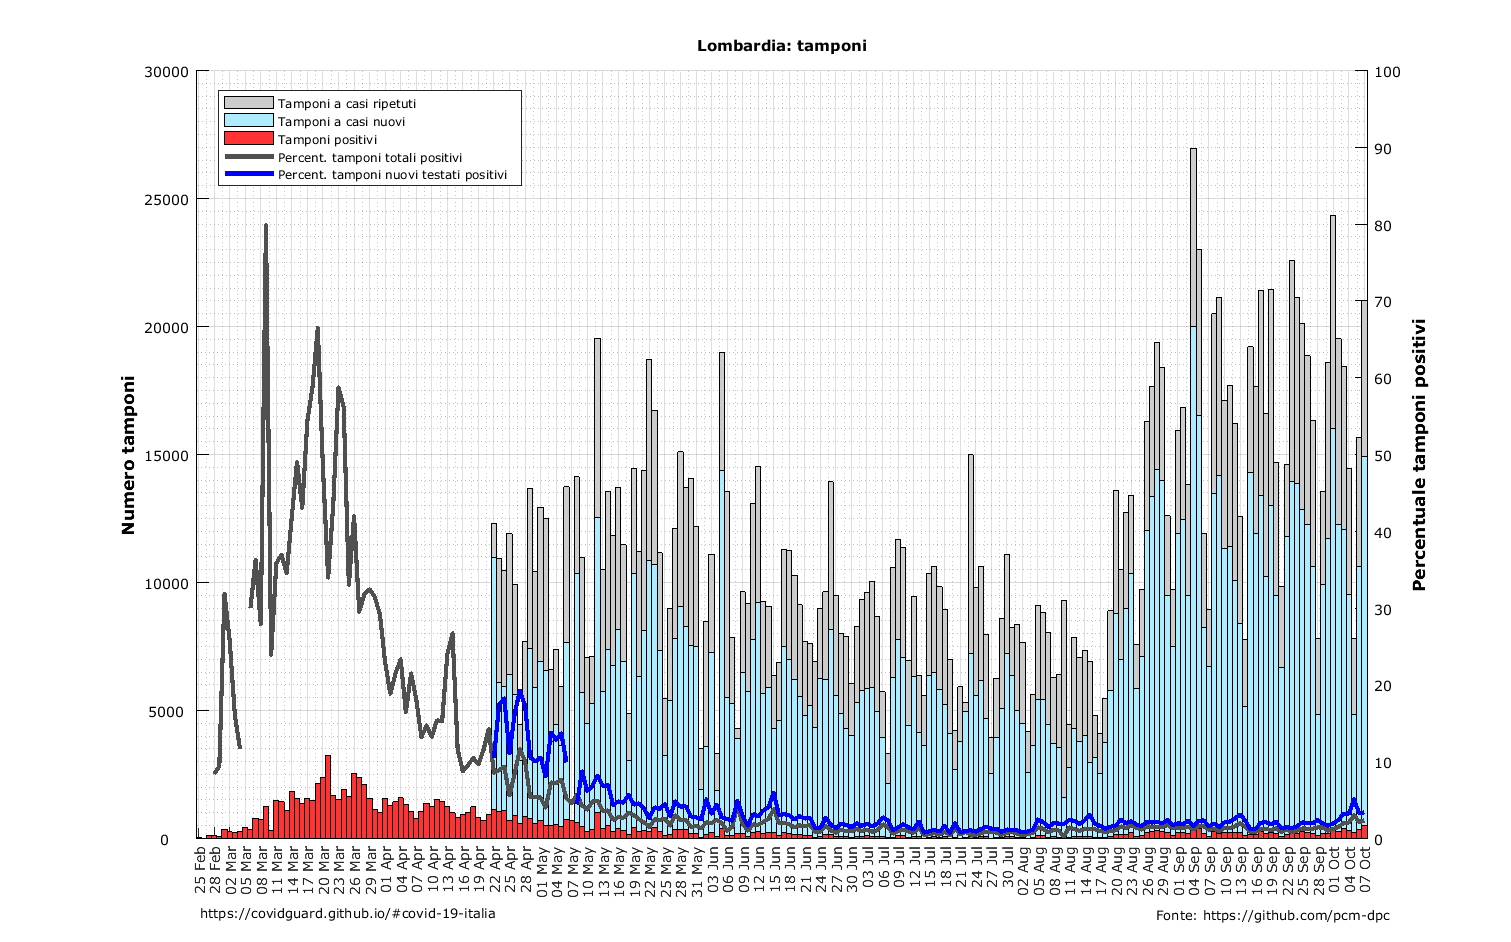 Lombardia: tamponi
Tamponi a casi ripetuti
Tamponi a casi nuovi
Tamponi positivi
Percent. tamponi totali positivi
Percent. tamponi nuovi testati positivi
Numero tamponi
30000
25000
20000
15000
10000
5000
0
Percentuale tamponi positivi
100
90
80
70
60
50
40
30
20
10
0
25 Feb
28 Feb
02 Mar
05 Mar
08 Mar
11 Mar
14 Mar
17 Mar
20 Mar
23 Mar
26 Mar
29 Mar
01 Apr
04 Apr
07 Apr
10 Apr
13 Apr
16 Apr
19 Apr
22 Apr
25 Apr
28 Apr
01 May
04 May
07 May
10 May
13 May
16 May
19 May
22 May
25 May
28 May
31 May
03 Jun
06 Jun
09 Jun
12 Jun
15 Jun
18 Jun
21 Jun
24 Jun
27 Jun
30 Jun
03 Jul
06 Jul
09 Jul
12 Jul
15 Jul
18 Jul
21 Jul
24 Jul
27 Jul
30 Jul
02 Aug
05 Aug
08 Aug
11 Aug
14 Aug
17 Aug
20 Aug
23 Aug
26 Aug
29 Aug
01 Sep
04 Sep
07 Sep
10 Sep
13 Sep
16 Sep
19 Sep
22 Sep
25 Sep
28 Sep
01 Oct
04 Oct
07 Oct
https://covidguard.github.io/#covid-19-italia
Fonte: https://github.com/pcm-dpc